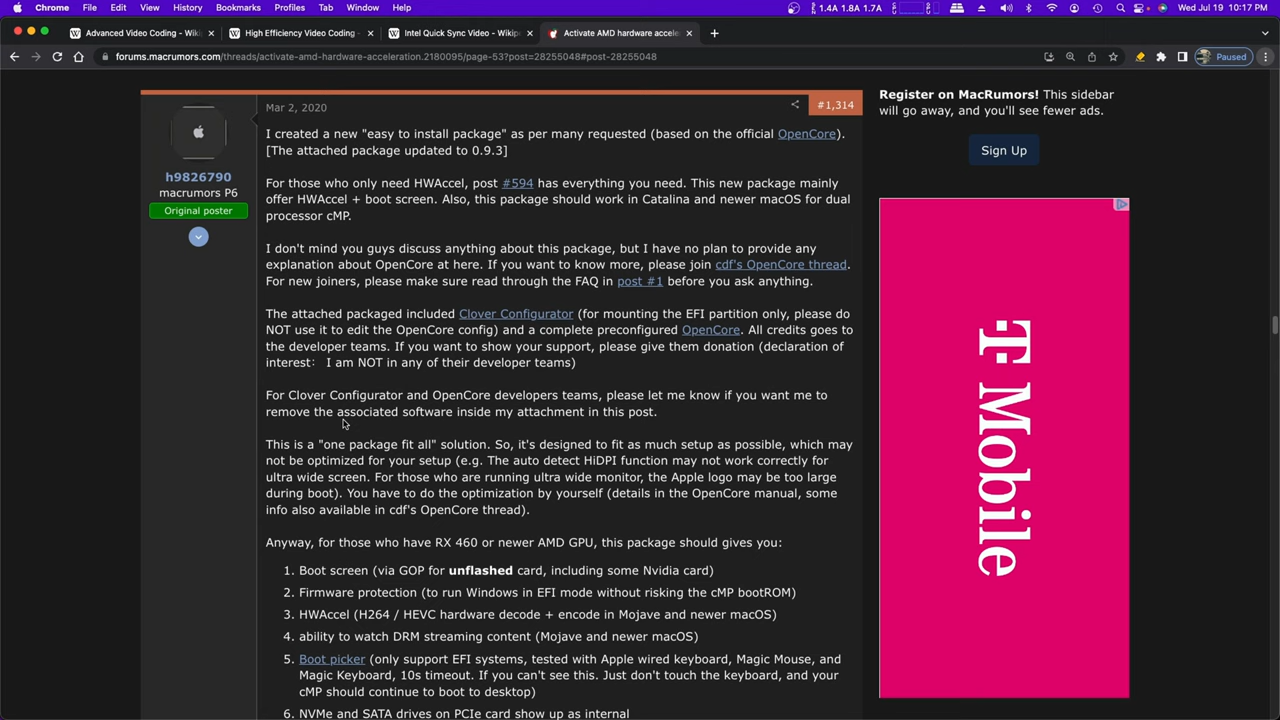 Chrome File Edit View History Bookmarks Profiles Tab Window Help 1.4A 1.8A 1.7A Wed Jul 19 10:17 PM
Advanced Video Coding - Wiki High Efficiency Video Coding - Intel Quick Sync Video - Wikipe Activate AMD hardware accele
forums.macrumors.com/threads/activate-amd-hardware-acceleration.2180095/page-53?post=28255048#post-28255048 Paused
Mar 2, 2020 #1,314
h9826790
macrumors P6
Original poster
I created a new "easy to install package" as per many requested (based on the official OpenCore).
[The attached package updated to 0.9.3]
For those who only need HWAccel, post #594 has everything you need. This new package mainly
offer HWAccel + boot screen. Also, this package should work in Catalina and newer macOS for dual
processor cMP.
I don't mind you guys discuss anything about this package, but I have no plan to provide any
explanation about OpenCore at here. If you want to know more, please join cdf's OpenCore thread.
For new joiners, please make sure read through the FAQ in post #1 before you ask anything.
The attached packaged included Clover Configurator (for mounting the EFI partition only, please do
NOT use it to edit the OpenCore config) and a complete preconfigured OpenCore. All credits goes to
the developer teams. If you want to show your support, please give them donation (declaration of
interest: I am NOT in any of their developer teams)
For Clover Configurator and OpenCore developers teams, please let me know if you want me to
remove the associated software inside my attachment in this post.
This is a "one package fit all" solution. So, it's designed to fit as much setup as possible, which may
not be optimized for your setup (e.g. The auto detect HiDPI function may not work correctly for
ultra wide screen. For those who are running ultra wide monitor, the Apple logo may be too large
during boot). You have to do the optimization by yourself (details in the OpenCore manual, some
info also available in cdf's OpenCore thread).
Anyway, for those who have RX 460 or newer AMD GPU, this package should gives you:
1. Boot screen (via GOP for unflashed card, including some Nvidia card)
2. Firmware protection (to run Windows in EFI mode without risking the cMP bootROM)
3. HWAccel (H264 / HEVC hardware decode + encode in Mojave and newer macOS)
4. ability to watch DRM streaming content (Mojave and newer macOS)
5. Boot picker (only support EFI systems, tested with Apple wired keyboard, Magic Mouse, and
Magic Keyboard, 10s timeout. If you can't see this. Just don't touch the keyboard, and your
cMP should continue to boot to desktop)
6. NVMe and SATA drives on PCIe card show up as internal
Register on MacRumors! This sidebar
will go away, and you'll see fewer ads.
Sign Up
T Mobile